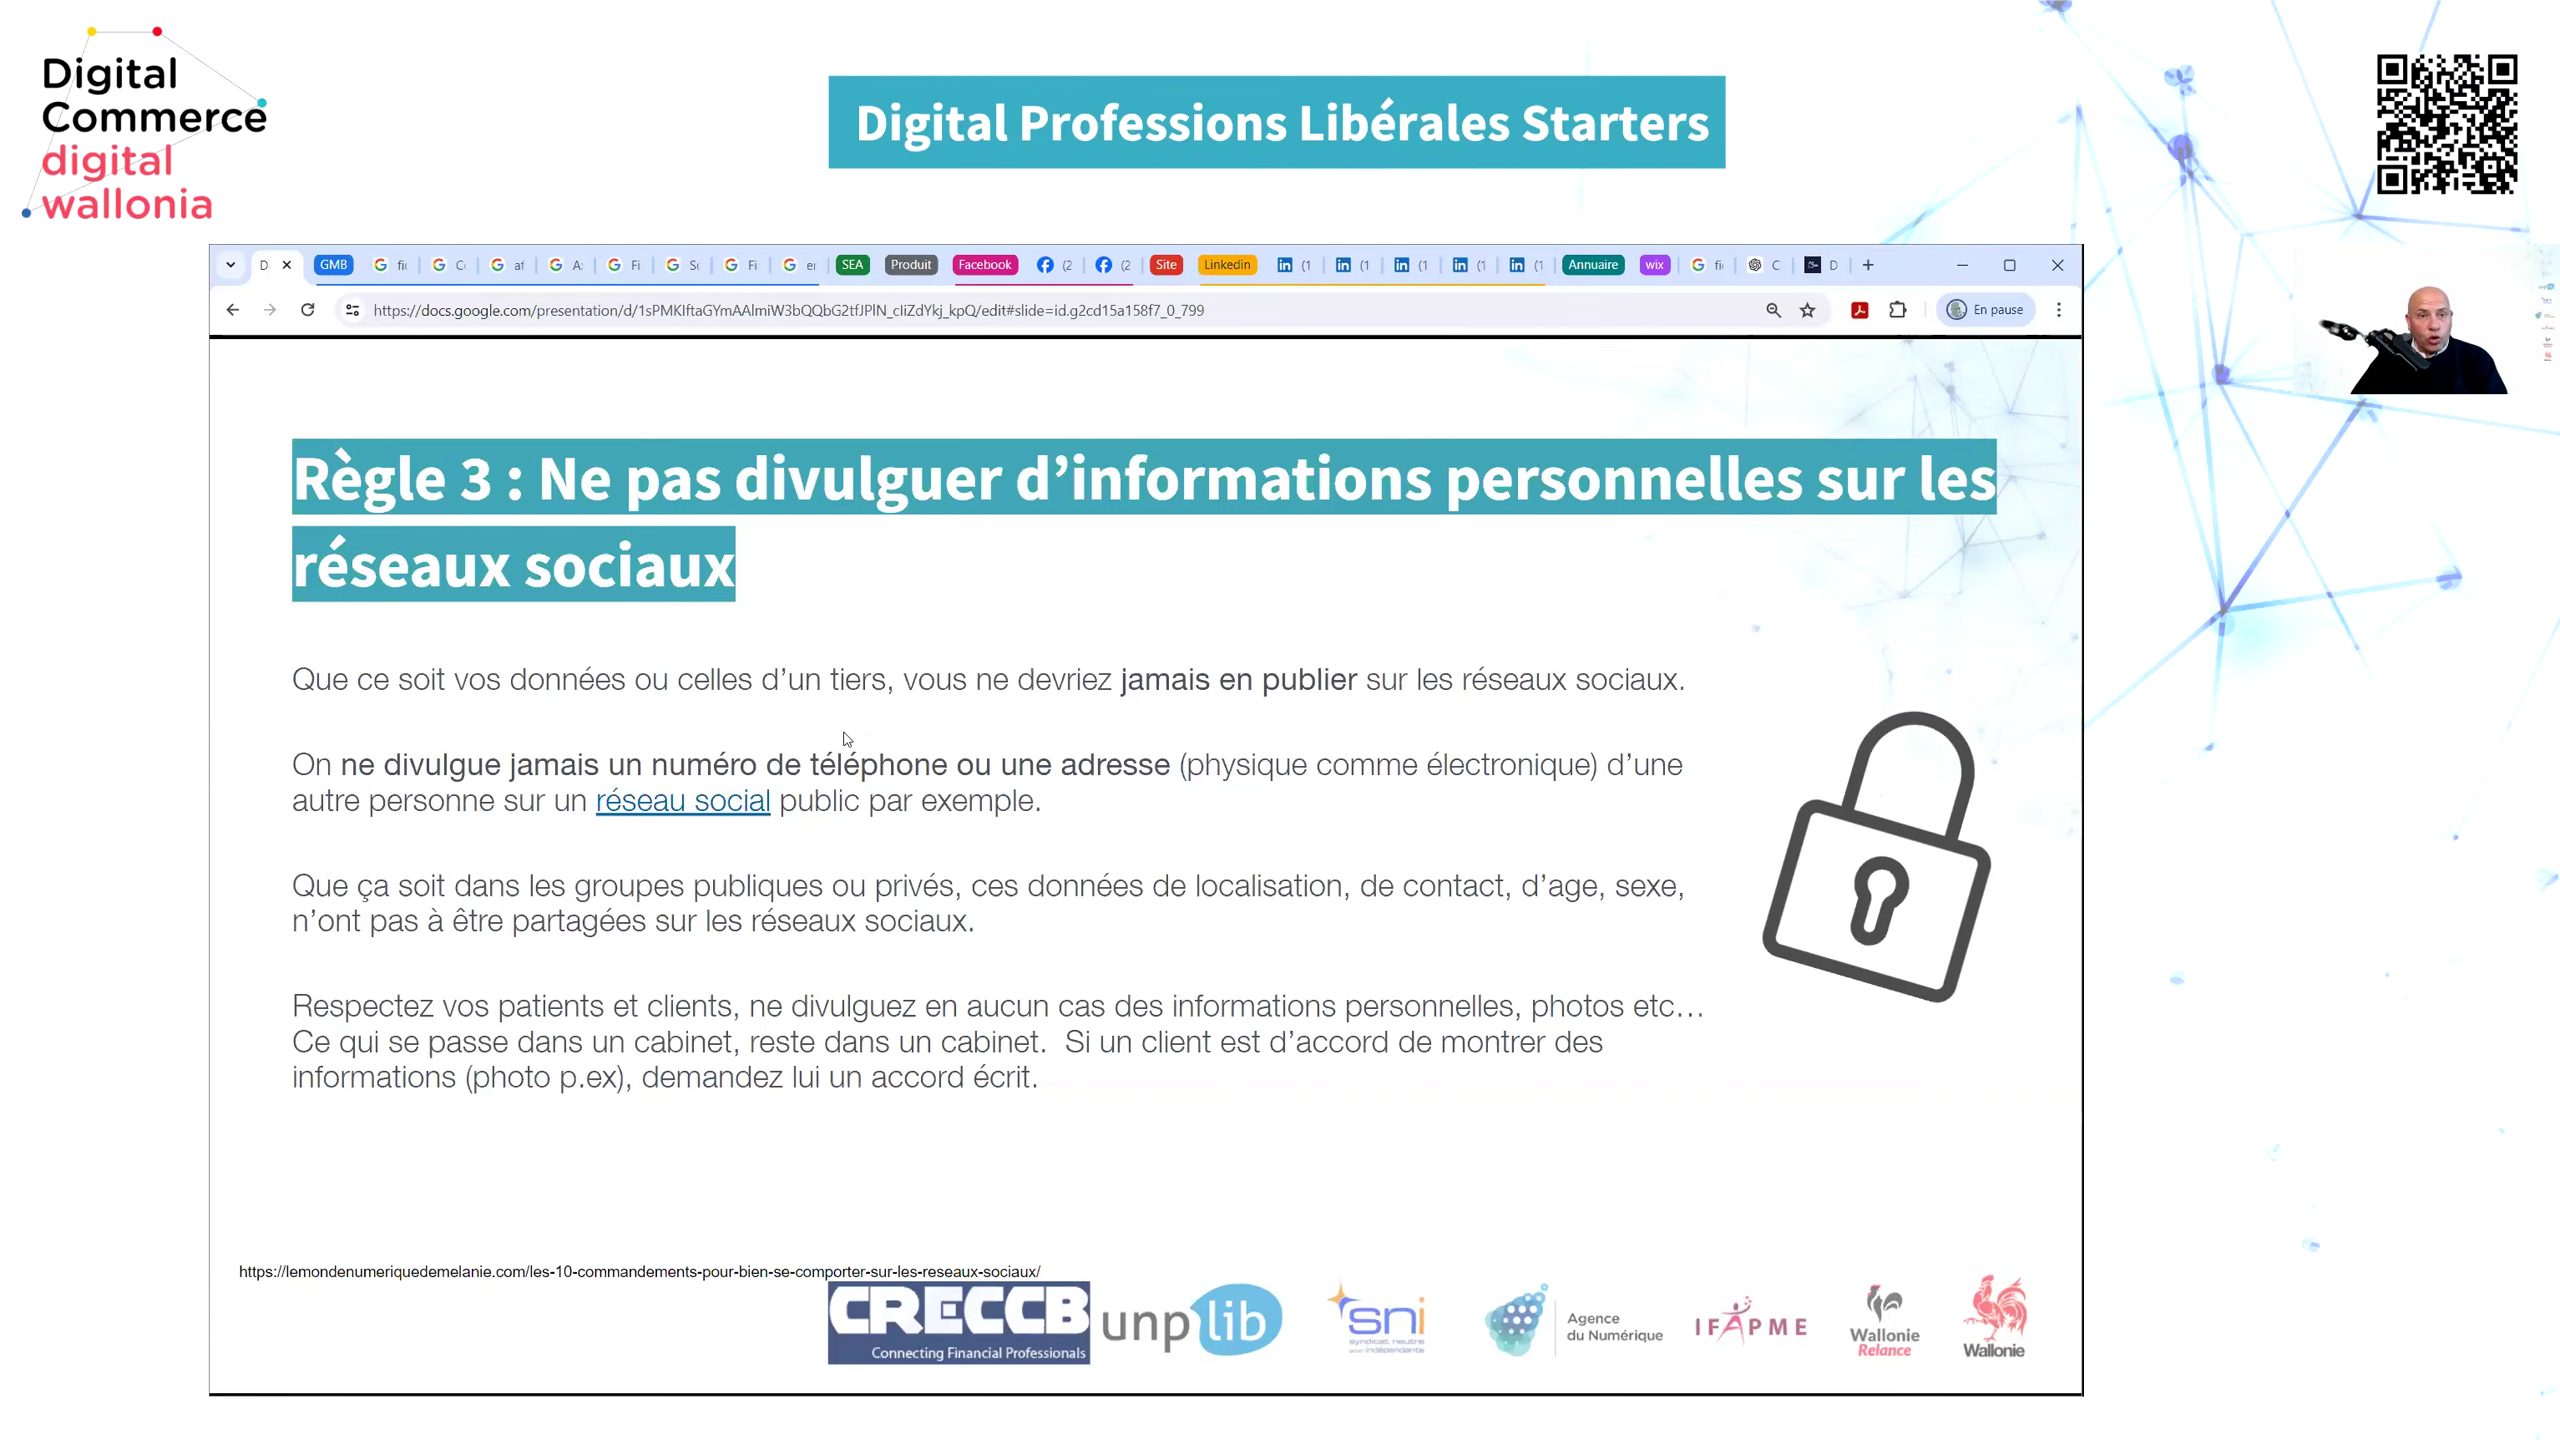 Digital
Commerce
digital
wallonia
Digital Professions Libérales Starters
GMB
SEA
Produit
Facebook
Site
Linkedin
Annuaire
wix
https://docs.google.com/presentation/d/1sPMKIftaGYmAAlmiW3bQQbG2tfJPlN_cIiZdYkj_kpQ/edit#slide=id.g2cd15a158f7_0_799
En pause
Règle 3 : Ne pas divulguer d’informations personnelles sur les
réseaux sociaux
Que ce soit vos données ou celles d’un tiers, vous ne devriez jamais en publier sur les réseaux sociaux.
On ne divulgue jamais un numéro de téléphone ou une adresse (physique comme électronique) d’une
autre personne sur un réseau social public par exemple.
Que ça soit dans les groupes publiques ou privés, ces données de localisation, de contact, d’age, sexe,
n’ont pas à être partagées sur les réseaux sociaux.
Respectez vos patients et clients, ne divulguez en aucun cas des informations personnelles, photos etc…
Ce qui se passe dans un cabinet, reste dans un cabinet.  Si un client est d’accord de montrer des
informations (photo p.ex), demandez lui un accord écrit.
https://lemondenumeriquedemelanie.com/les-10-commandements-pour-bien-se-comporter-sur-les-reseaux-sociaux/
CRECCB
Connecting Financial Professionals
unplib
sni
syndicat neutre
indépendants
Agence
du Numérique
IFAPME
Wallonie
Relance
Wallonie